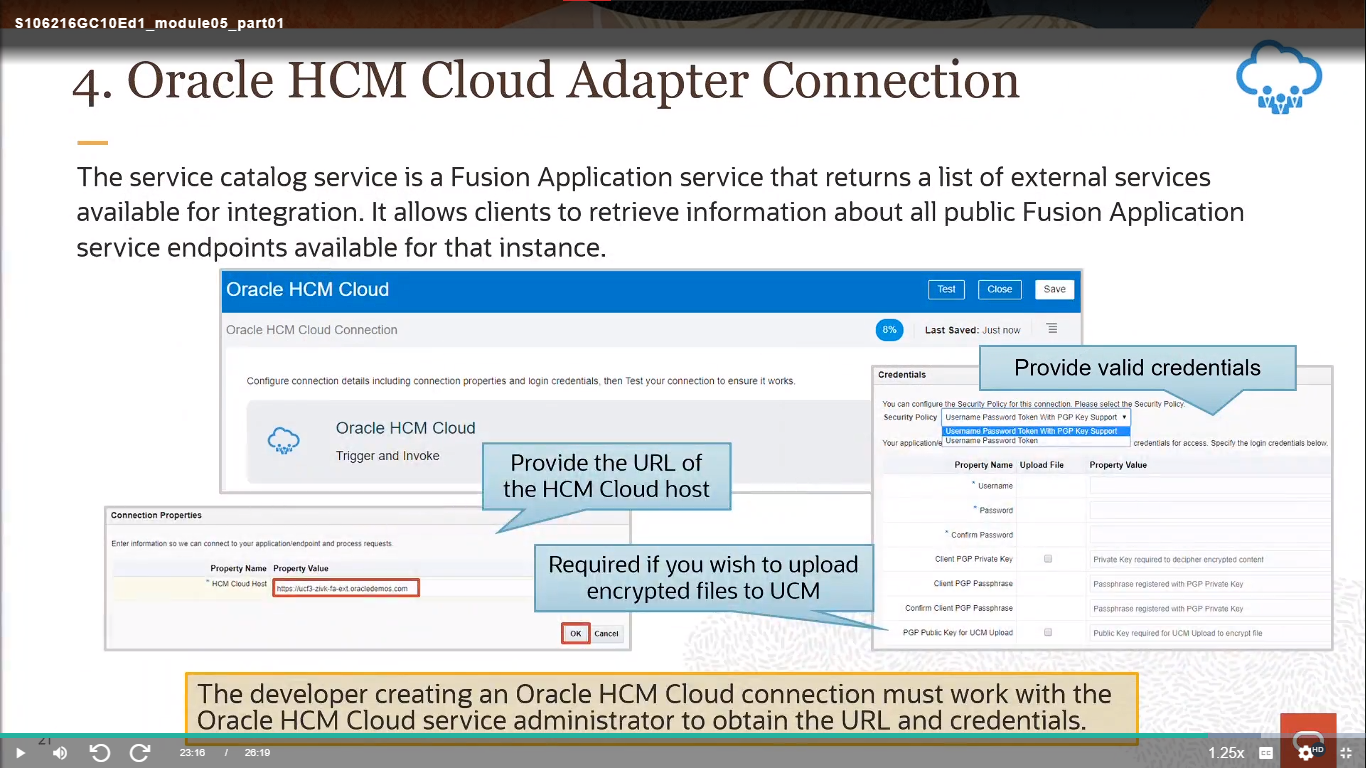 S106216GC10Ed1_module05_part01
4. Oracle HCM Cloud Adapter Connection
The service catalog service is a Fusion Application service that returns a list of external services
available for integration. It allows clients to retrieve information about all public Fusion Application
service endpoints available for that instance.
Oracle HCM Cloud
Test
Close
Save
Oracle HCM Cloud Connection
8%
Last Saved: Just now
Configure connection details including connection properties and login credentials, then Test your connection to ensure it works.
Oracle HCM Cloud
Trigger and Invoke
Provide the URL of
the HCM Cloud host
Connection Properties
Enter information so we can connect to your application/endpoint and process requests.
Property Name Property Value
* HCM Cloud Host
https://ucf3-zivk-fa-ext.oracledemos.com
OK Cancel
Required if you wish to upload
encrypted files to UCM
Provide valid credentials
Credentials
You can configure the Security Policy for this connection. Please select the Security Policy.
Security Policy Username Password Token With PGP Key Support
Username Password Token With PGP Key Support
Username Password Token
Your application/e credentials for access. Specify the login credentials below.
Property Name Upload File Property Value
* Username
* Password
* Confirm Password
Client PGP Private Key Private Key required to decipher encrypted content
Client PGP Passphrase Passphrase registered with PGP Private Key
Confirm Client PGP Passphrase Passphrase registered with PGP Private Key
PGP Public Key for UCM Upload Public Key required for UCM Upload to encrypt file
The developer creating an Oracle HCM Cloud connection must work with the
Oracle HCM Cloud service administrator to obtain the URL and credentials.
21
23:16 / 26:19
1.25x
CC
HD